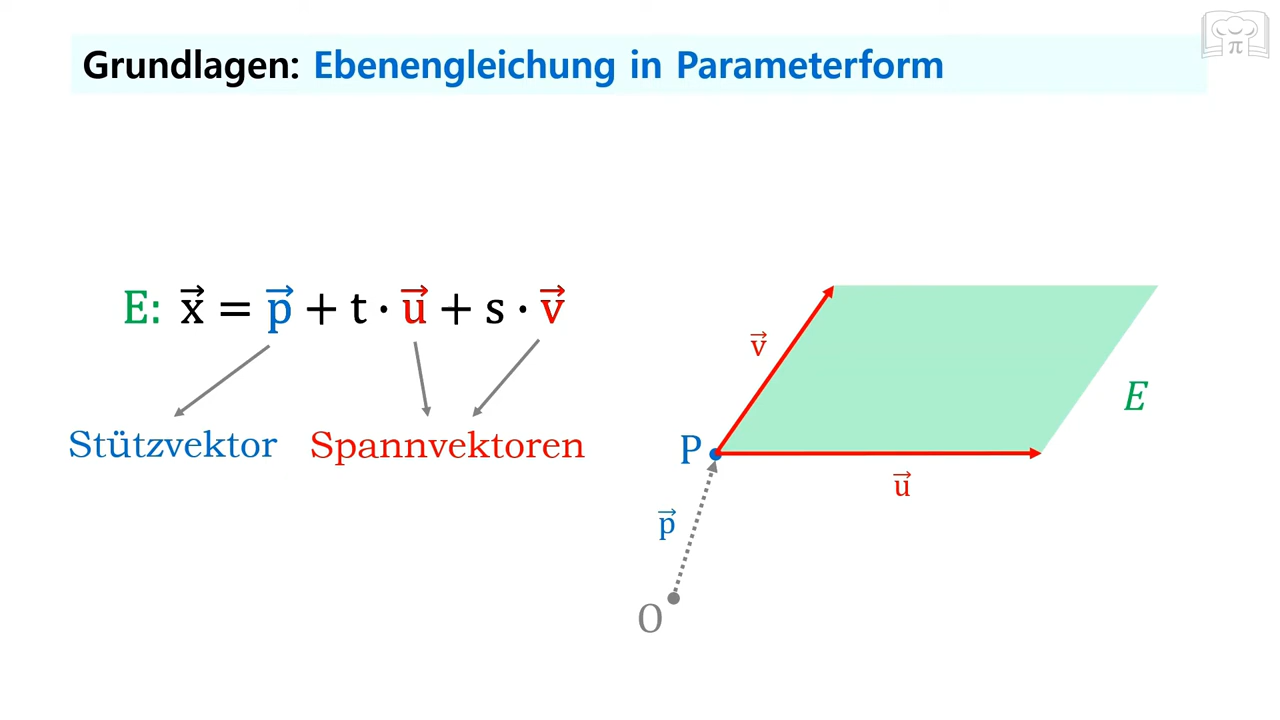 Grundlagen: Ebenengleichung in Parameterform
E: x⃗ = p⃗ + t · u⃗ + s · v⃗
Stützvektor Spannvektoren
v⃗
E
P
u⃗
p⃗
O
π